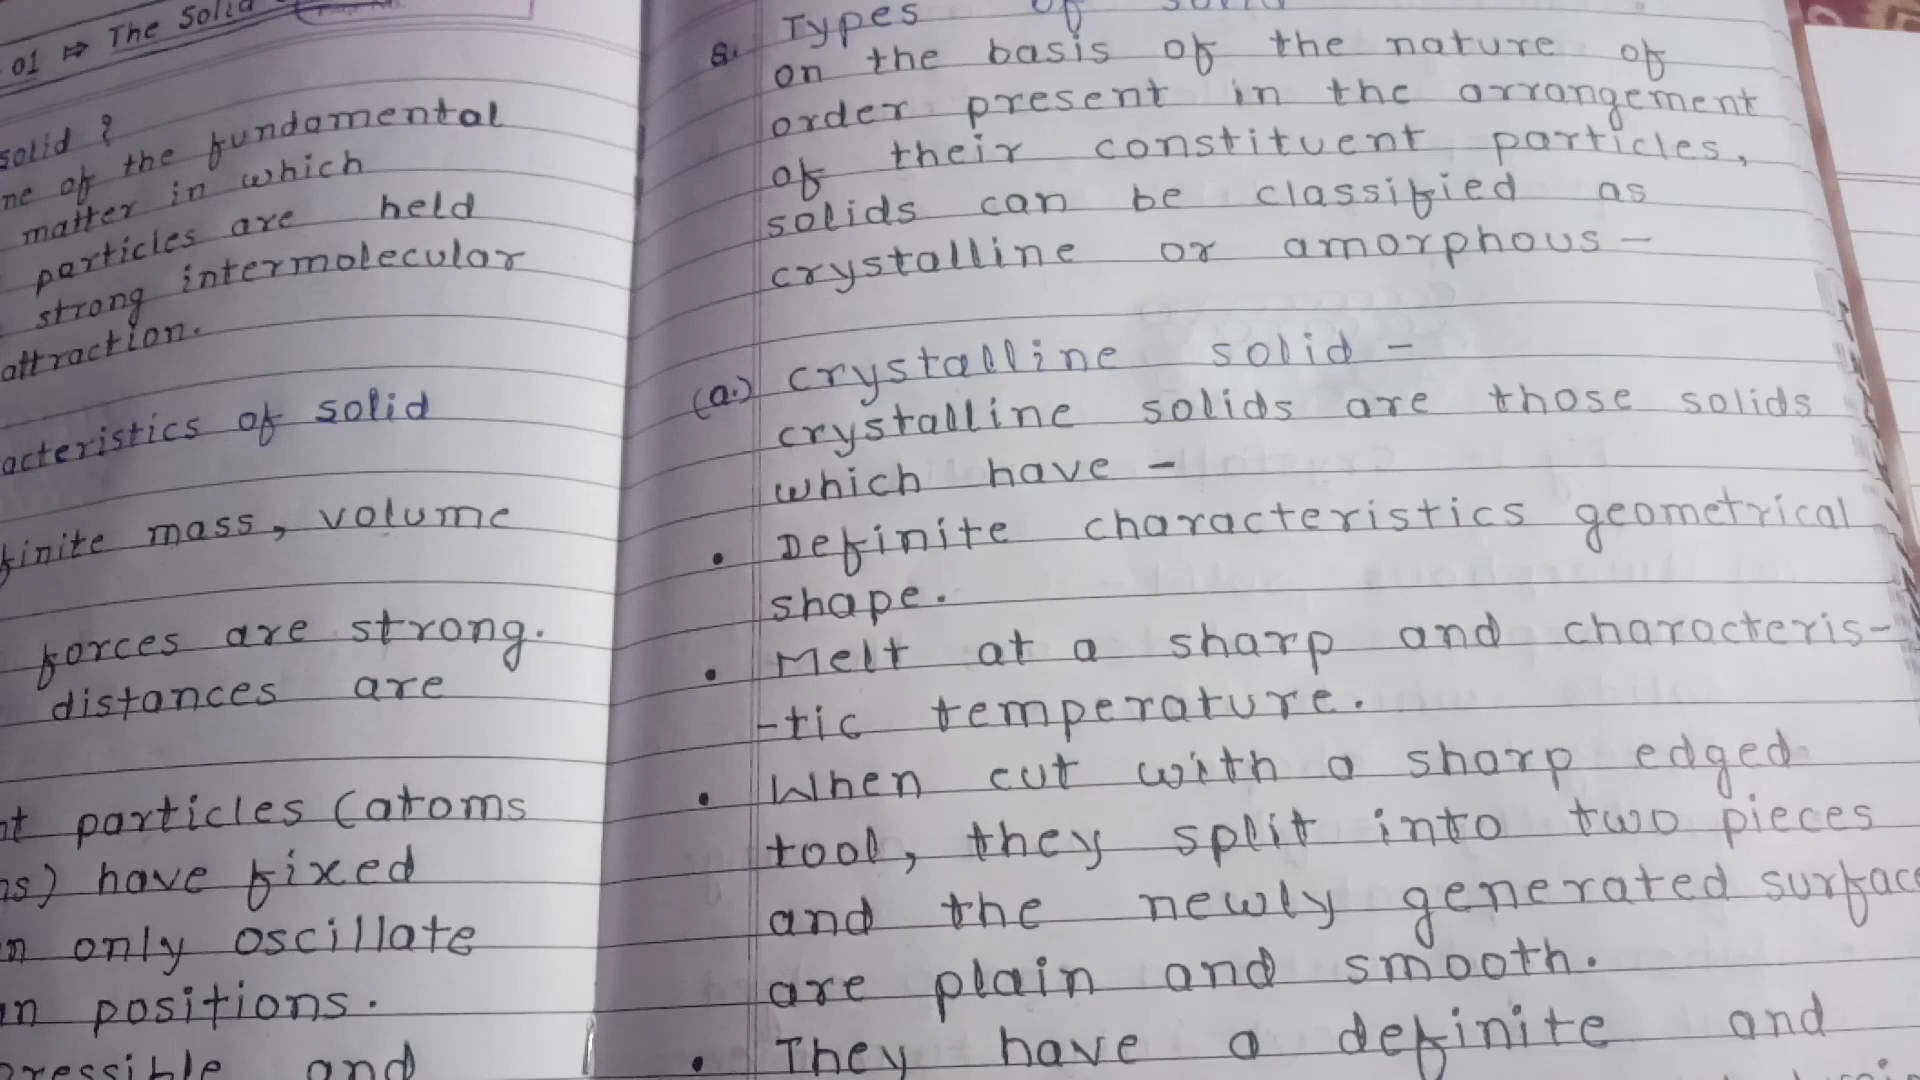 01 ⇒ The Solid
solid ?
of the fundamental
matter in which
particles are held
strong intermolecular
attraction.
acteristics of solid
finite mass, volume
forces are strong.
distances are
particles (atoms
have fixed
only oscillate
positions.
and
8. Types of
on the basis of the nature of
order present in the arrangement
of their constituent particles,
solids can be classified as
crystalline or amorphous -
(a.) crystalline solid -
crystalline solids are those solids
which have -
• Definite characteristics geometrical
shape.
• Melt at a sharp and characteris-
-tic temperature.
• When cut with a sharp edged
tool, they split into two pieces
and the newly generated surface
are plain and smooth.
• They have a definite and